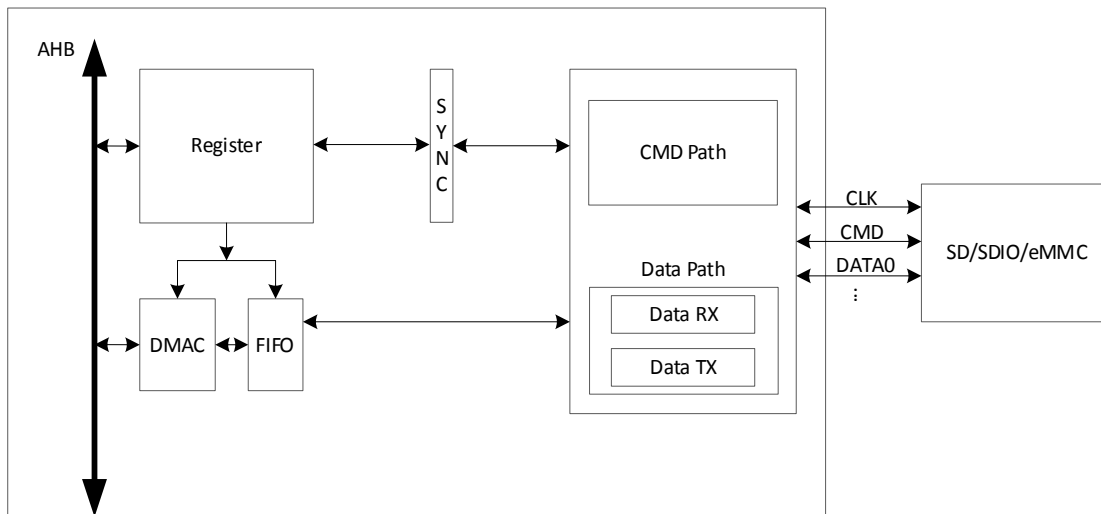 AHB
Register
S
Y
N
C
CMD Path
CLK
CMD
DATA0
...
SD/SDIO/eMMC
Data Path
Data RX
Data TX
DMAC
FIFO